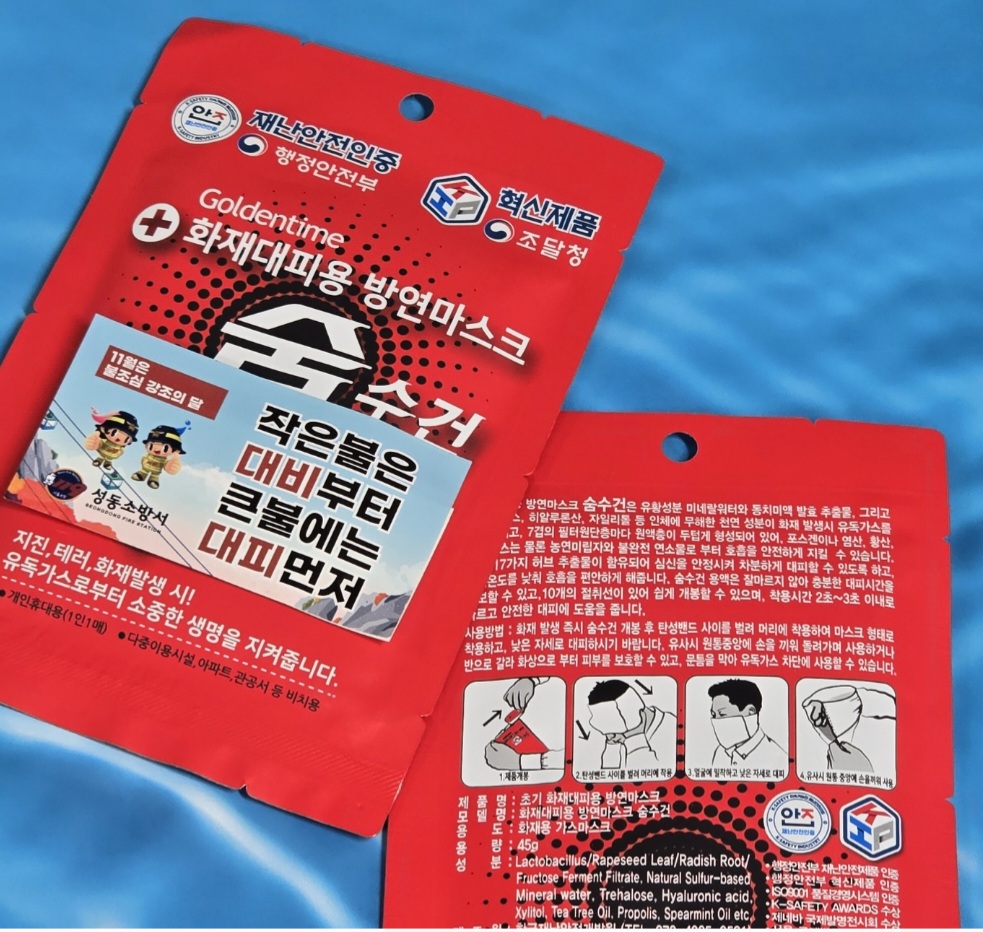 안즈
K-SAFETY INDUSTRY
재난안전인증
행정안전부
혁신제품
조달청
Goldentime
화재대피용 방연마스크
숨수건
11월은
불조심 강조의 달
작은불은
대비부터
큰불에는
대피먼저
119
성동소방서
SEONGDONG FIRE STATION
지진, 테러, 화재발생 시!
유독가스로부터 소중한 생명을 지켜줍니다.
•개인휴대용(1인1매) •다중이용시설, 아파트, 관공서 등 비치용
방연마스크 숨수건은 유황성분 미네랄워터와 동치미액 발효 추출물, 그리고
히알루론산, 자일리톨 등 인체에 무해한 천연 성분이 화재 발생시 유독가스를
고, 7겹의 필터원단층마다 원액층이 두텁게 형성되어 있어, 포스겐이나 염산, 황산,
스는 물론 농연미립자와 불완전 연소물로 부터 호흡을 안전하게 지킬 수 있습니다.
17가지 허브 추출물이 함유되어 심신을 안정시켜 차분하게 대피할 수 있도록 하고,
온도를 낮춰 호흡을 편안하게 해줍니다. 숨수건 용액은 잘마르지 않아 충분한 대피시간을
보할 수 있고, 10개의 절취선이 있어 쉽게 개봉할 수 있으며, 착용시간 2초~3초 이내로
르고 안전한 대피에 도움을 줍니다.
사용방법 : 화재 발생 즉시 숨수건 개봉 후 탄성밴드 사이를 벌려 머리에 착용하여 마스크 형태로
착용하고, 낮은 자세로 대피하시기 바랍니다. 유사시 원통중앙에 손을 끼워 돌려가며 사용하거나
반으로 갈라 화상으로 부터 피부를 보호할 수 있고, 문틈을 막아 유독가스 차단에 사용할 수 있습니다.
1.제품개봉
2.탄성밴드 사이를 벌려 머리에 착용
3.얼굴에 밀착하고 낮은 자세로 대피
4.유사시 원통 중앙에 손을끼워 사용
제품명 : 초기 화재대피용 방연마스크
모델명 : 화재대피용 방연마스크 숨수건
용도 : 화재용 가스마스크
용량 : 45g
성분 : Lactobacillus/Rapeseed Leaf/Radish Root/
Fructose Ferment Filtrate, Natural Sulfur-based
Mineral water, Trehalose, Hyaluronic acid,
Xylitol, Tea Tree Oil, Propolis, Spearmint Oil etc
안즈
재난안전인증
•행정안전부 재난안전제품 인증
행정안전부 혁신제품 인증
ISO9001 품질경영시스템 인증
K-SAFETY AWARDS 수상
제네바 국제발명전시회 수상